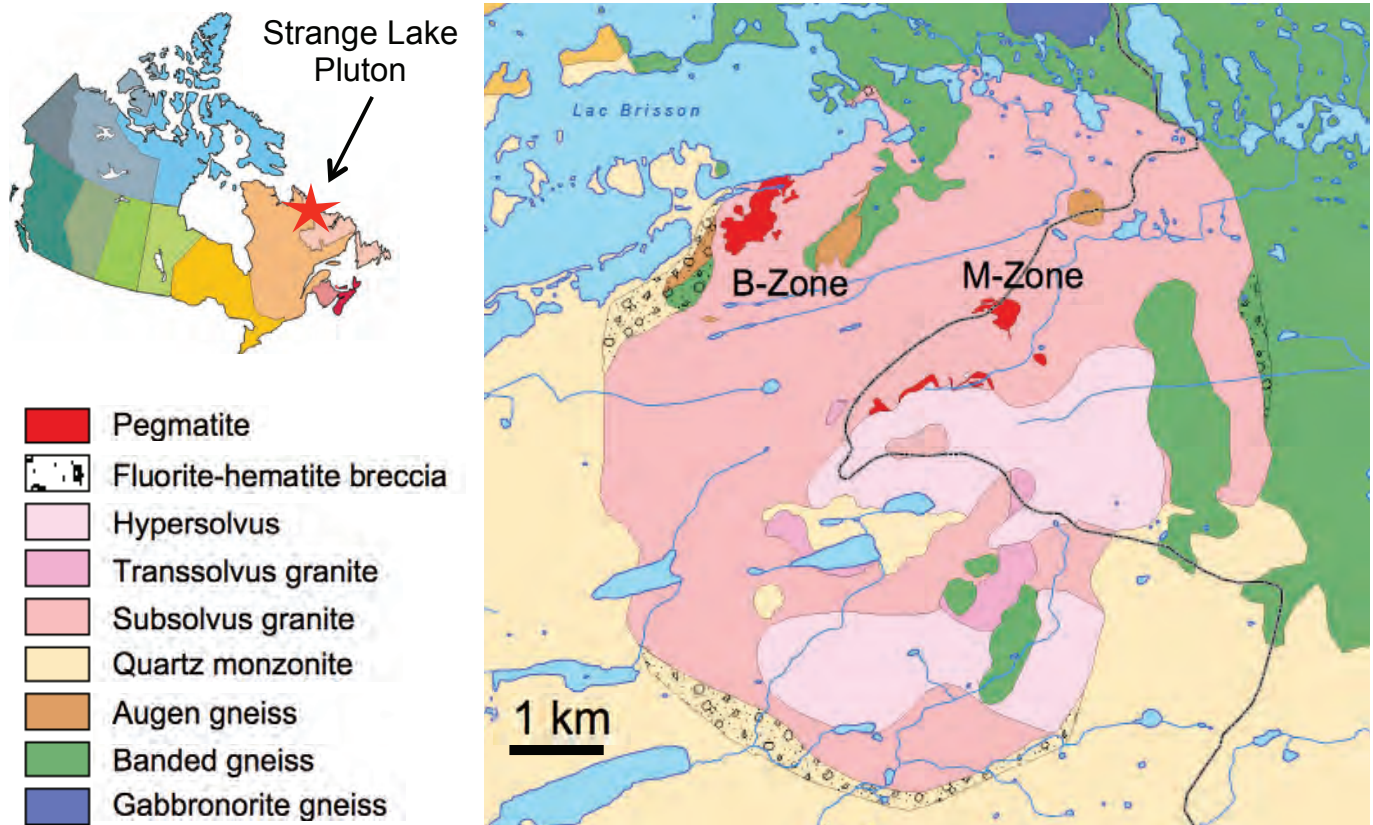 Strange Lake
Pluton
Lac Brisson
B-Zone
M-Zone
1 km
Pegmatite
Fluorite-hematite breccia
Hypersolvus
Transsolvus granite
Subsolvus granite
Quartz monzonite
Augen gneiss
Banded gneiss
Gabbronorite gneiss